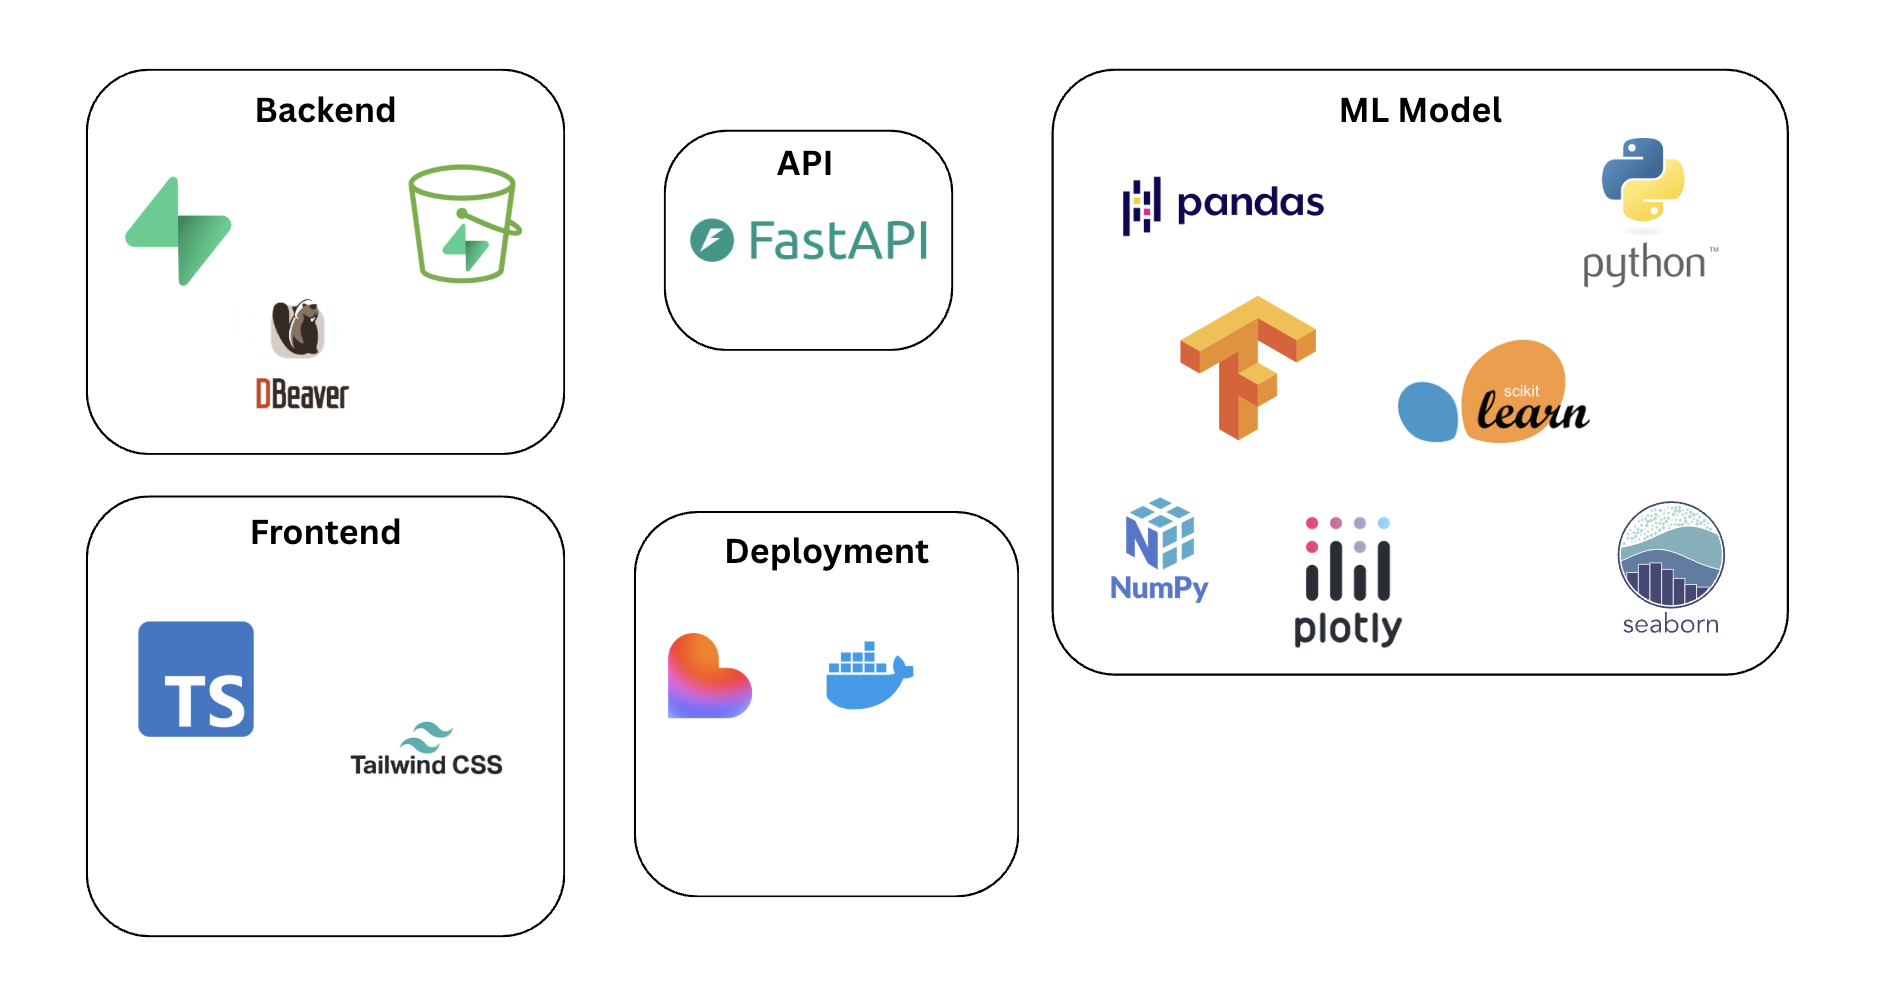 Backend
DBeaver
API
FastAPI
ML Model
pandas
python™
scikit
learn
NumPy
plotly
seaborn
Frontend
TS
Tailwind CSS
Deployment